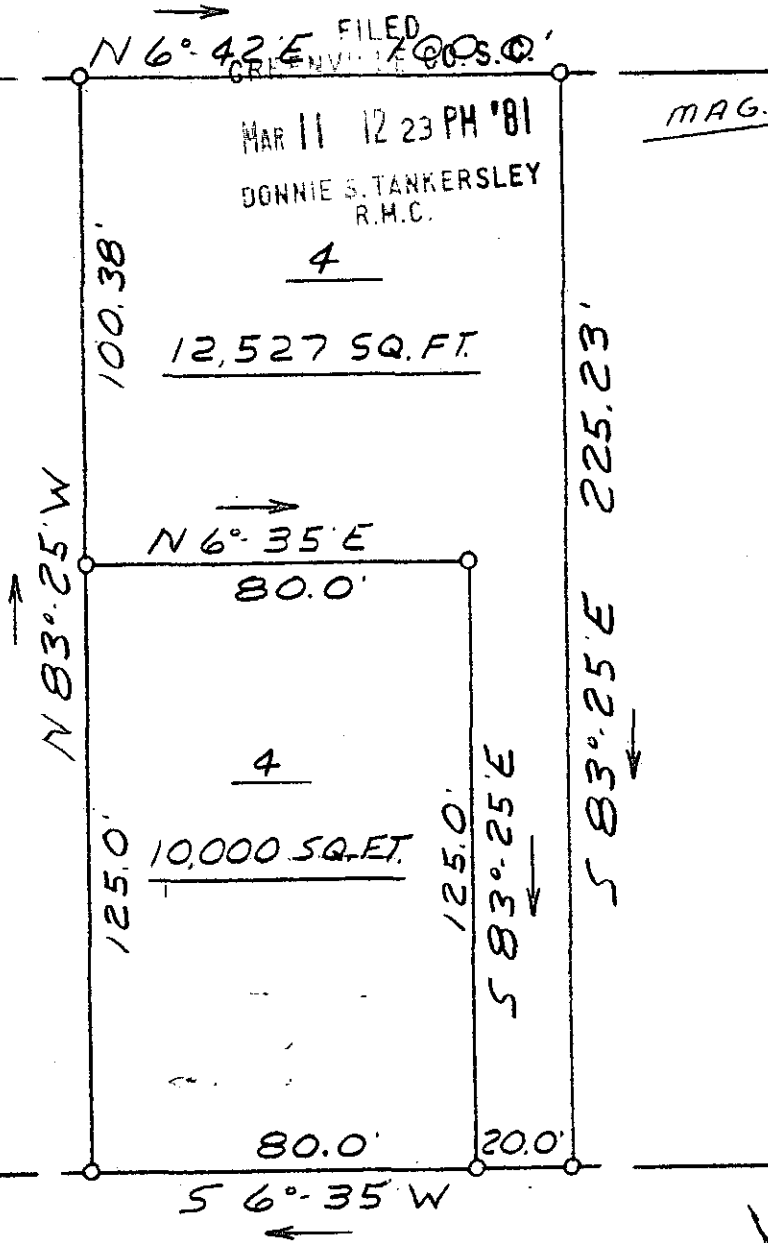 N 6°-42'E 100.0'
FILED
GREENVILLE CO. S.C.
MAR 11 12 23 PM '81
DONNIE S. TANKERSLEY
R.M.C.
MAG.
4
12,527 SQ. FT.
100.38'
225.23'
N 83°-25'W
N 6°-35'E
80.0'
S 83°-25'E
4
10,000 SQ. FT.
125.0'
125.0'
S 83°-25'E
80.0'
20.0'
S 6°-35'W